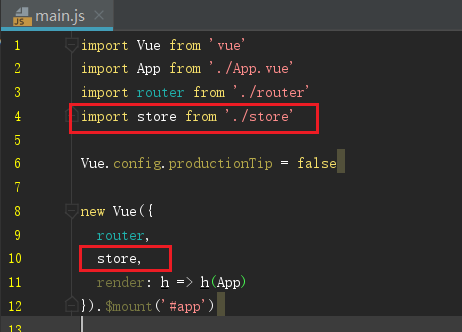 main.js
1 import Vue from 'vue'
2 import App from './App.vue'
3 import router from './router'
4 import store from './store'
5
6 Vue.config.productionTip = false
7
8 new Vue({
9 router,
10 store,
11 render: h => h(App)
12 }).$mount('#app')
13